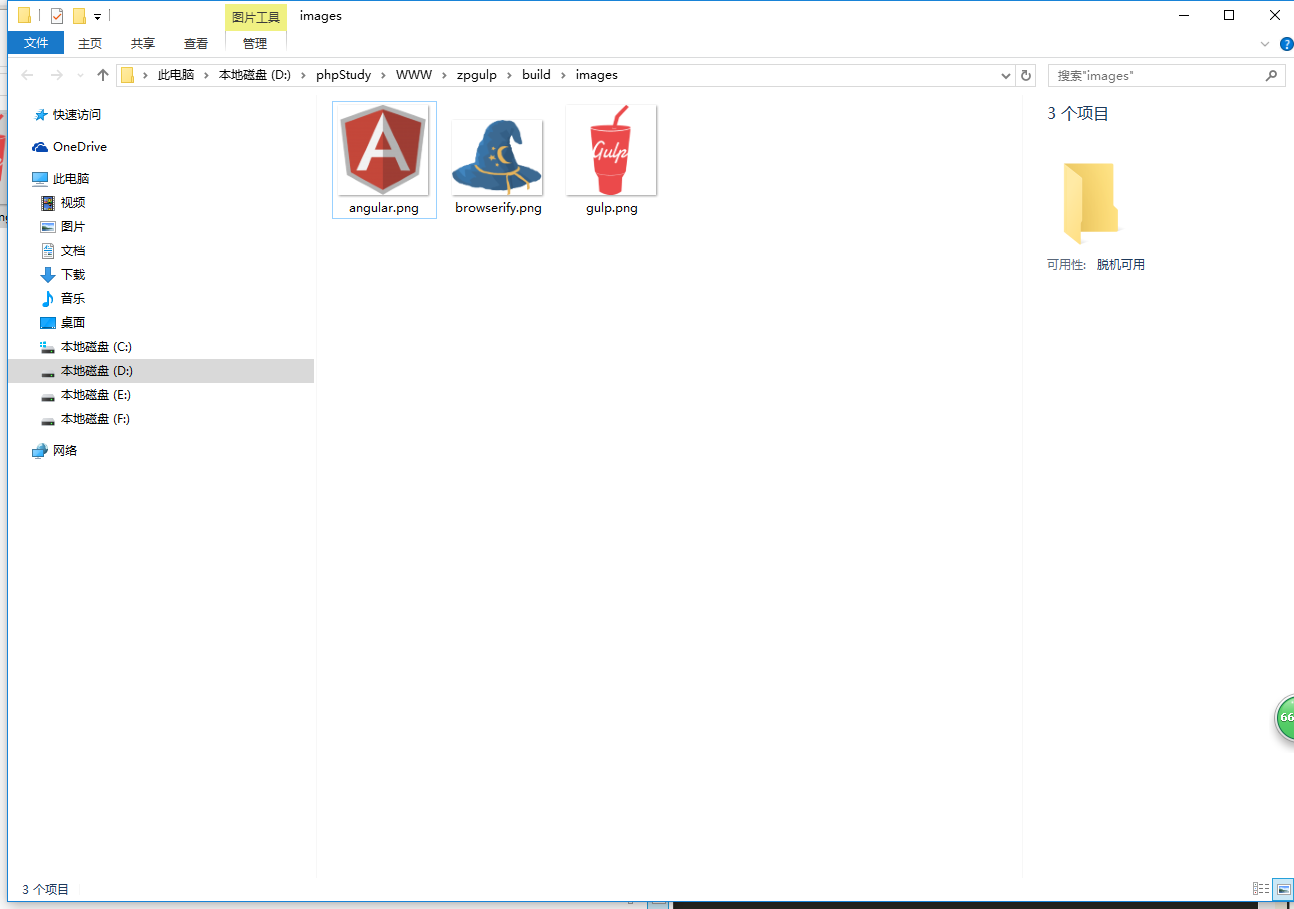 图片工具
images
文件
主页
共享
查看
管理
此电脑
本地磁盘 (D:)
phpStudy
WWW
zpgulp
build
images
搜索"images"
快速访问
OneDrive
此电脑
视频
图片
文档
下载
音乐
桌面
本地磁盘 (C:)
本地磁盘 (D:)
本地磁盘 (E:)
本地磁盘 (F:)
网络
Gulp
angular.png
browserify.png
gulp.png
3 个项目
可用性: 脱机可用
66
3 个项目